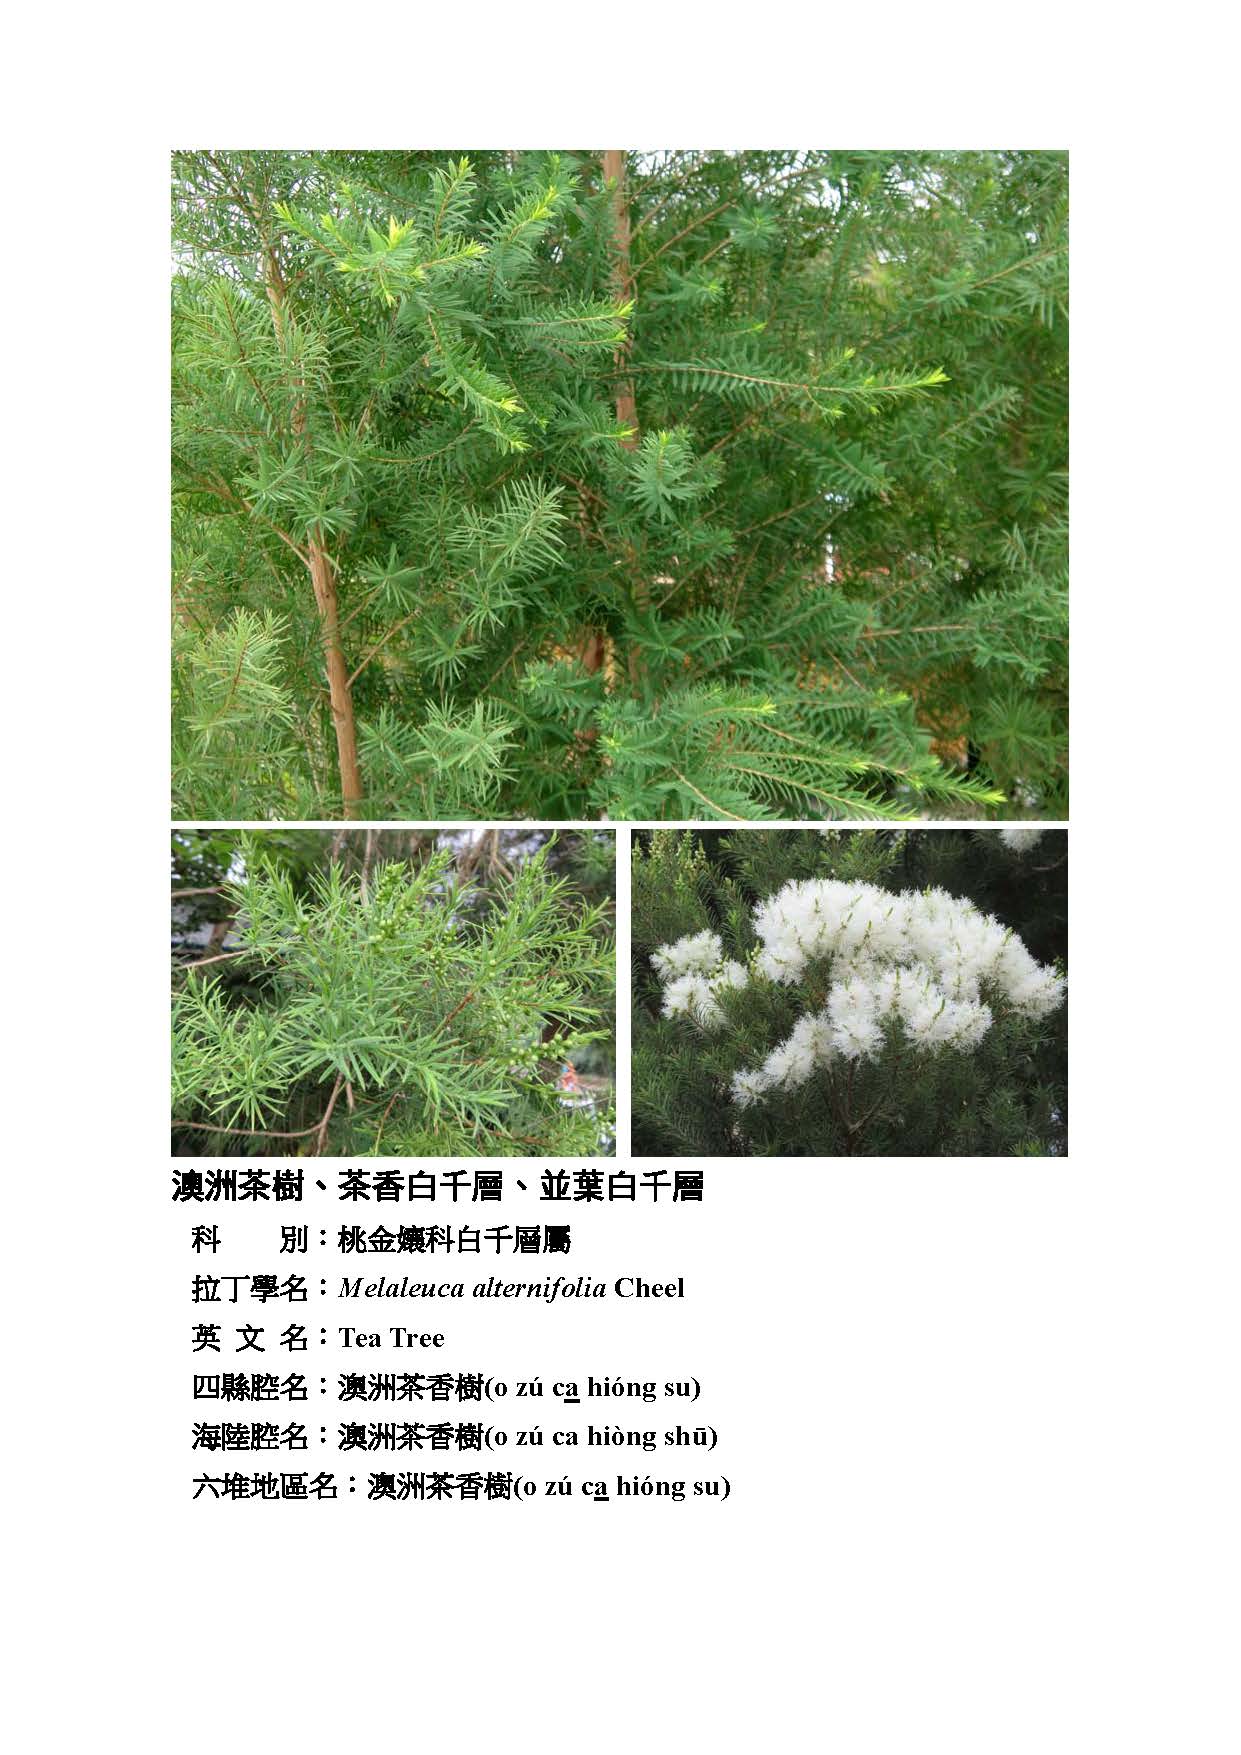 澳洲茶樹、茶香白千層、並葉白千層
科　　別：桃金孃科白千層屬
拉丁學名：Melaleuca alternifolia Cheel
英 文 名：Tea Tree
四縣腔名：澳洲茶香樹(o zú ca hióng su)
海陸腔名：澳洲茶香樹(o zú ca hiòng shū)
六堆地區名：澳洲茶香樹(o zú ca hióng su)